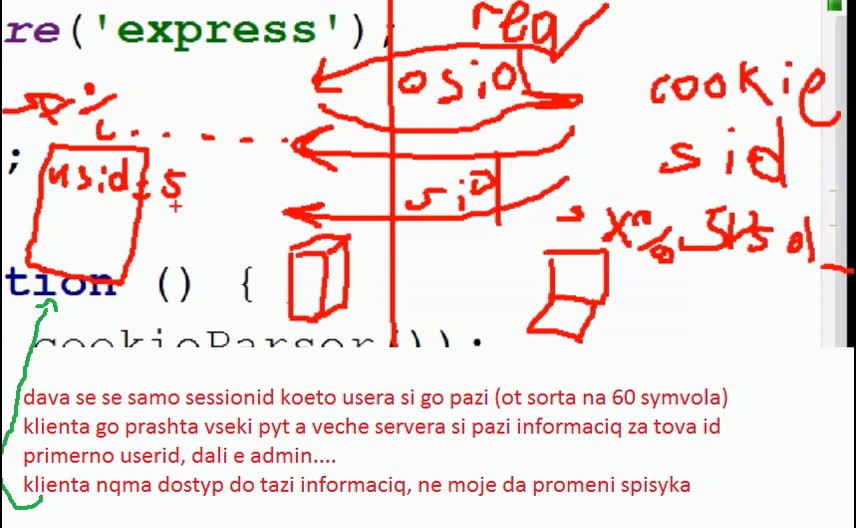 re('express');
req
osid
cookie
sid
;
usid = 5
sid
tion () {
cookieParser());
dava se se samo sessionid koeto usera si go pazi (ot sorta na 60 symvola)
klienta go prashta vseki pyt a veche servera si pazi informaciq za tova id
primerno userid, dali e admin....
klienta nqma dostyp do tazi informaciq, ne moje da promeni spisyka